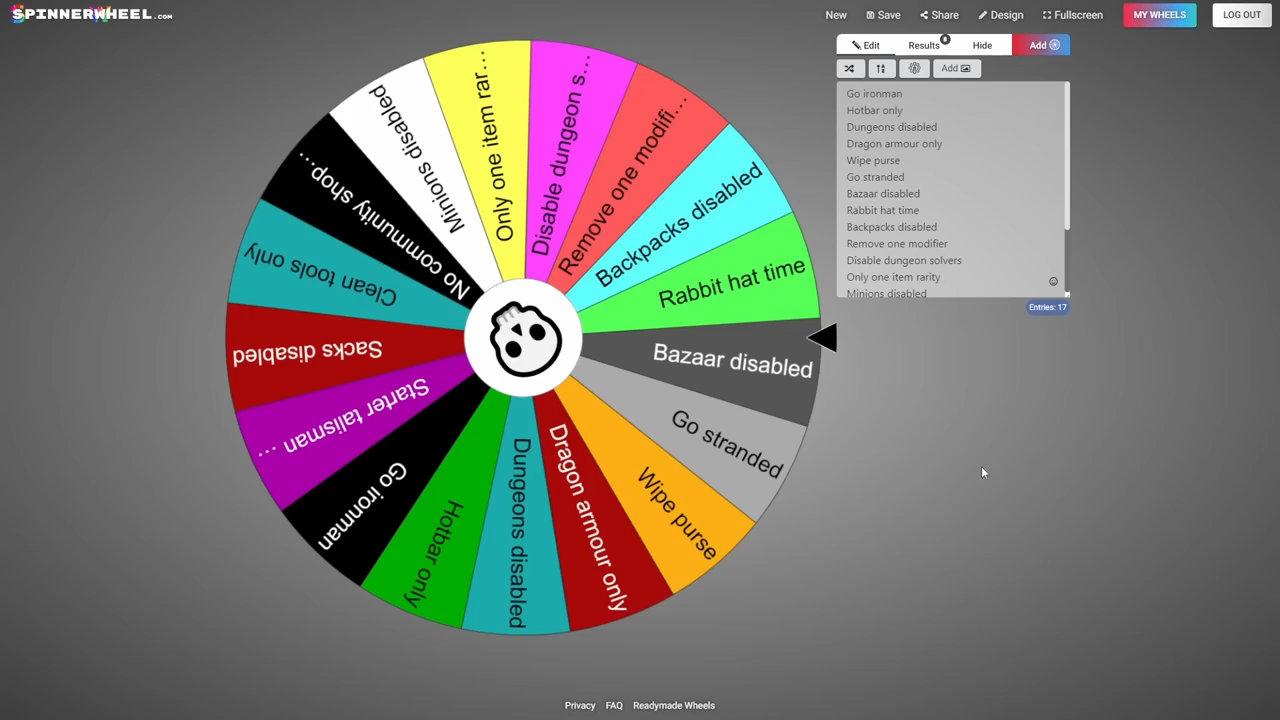 SPINNERWHEEL.COM
New
Save
Share
Design
Fullscreen
MY WHEELS
LOG OUT
Edit
Results
6
Hide
Add
Add
Go ironman
Hotbar only
Dungeons disabled
Dragon armour only
Wipe purse
Go stranded
Bazaar disabled
Rabbit hat time
Backpacks disabled
Remove one modifier
Disable dungeon solvers
Only one item rarity
Minions disabled
Entries: 17
Only one item rar...
Disable dungeon s...
Remove one modifi...
Backpacks disabled
Rabbit hat time
Bazaar disabled
Go stranded
Wipe purse
Dragon armour only
Dungeons disabled
Hotbar only
Go ironman
Starter talisman ...
Sacks disabled
Clean tools only
No community shop...
Minions disabled
Privacy
FAQ
Readymade Wheels